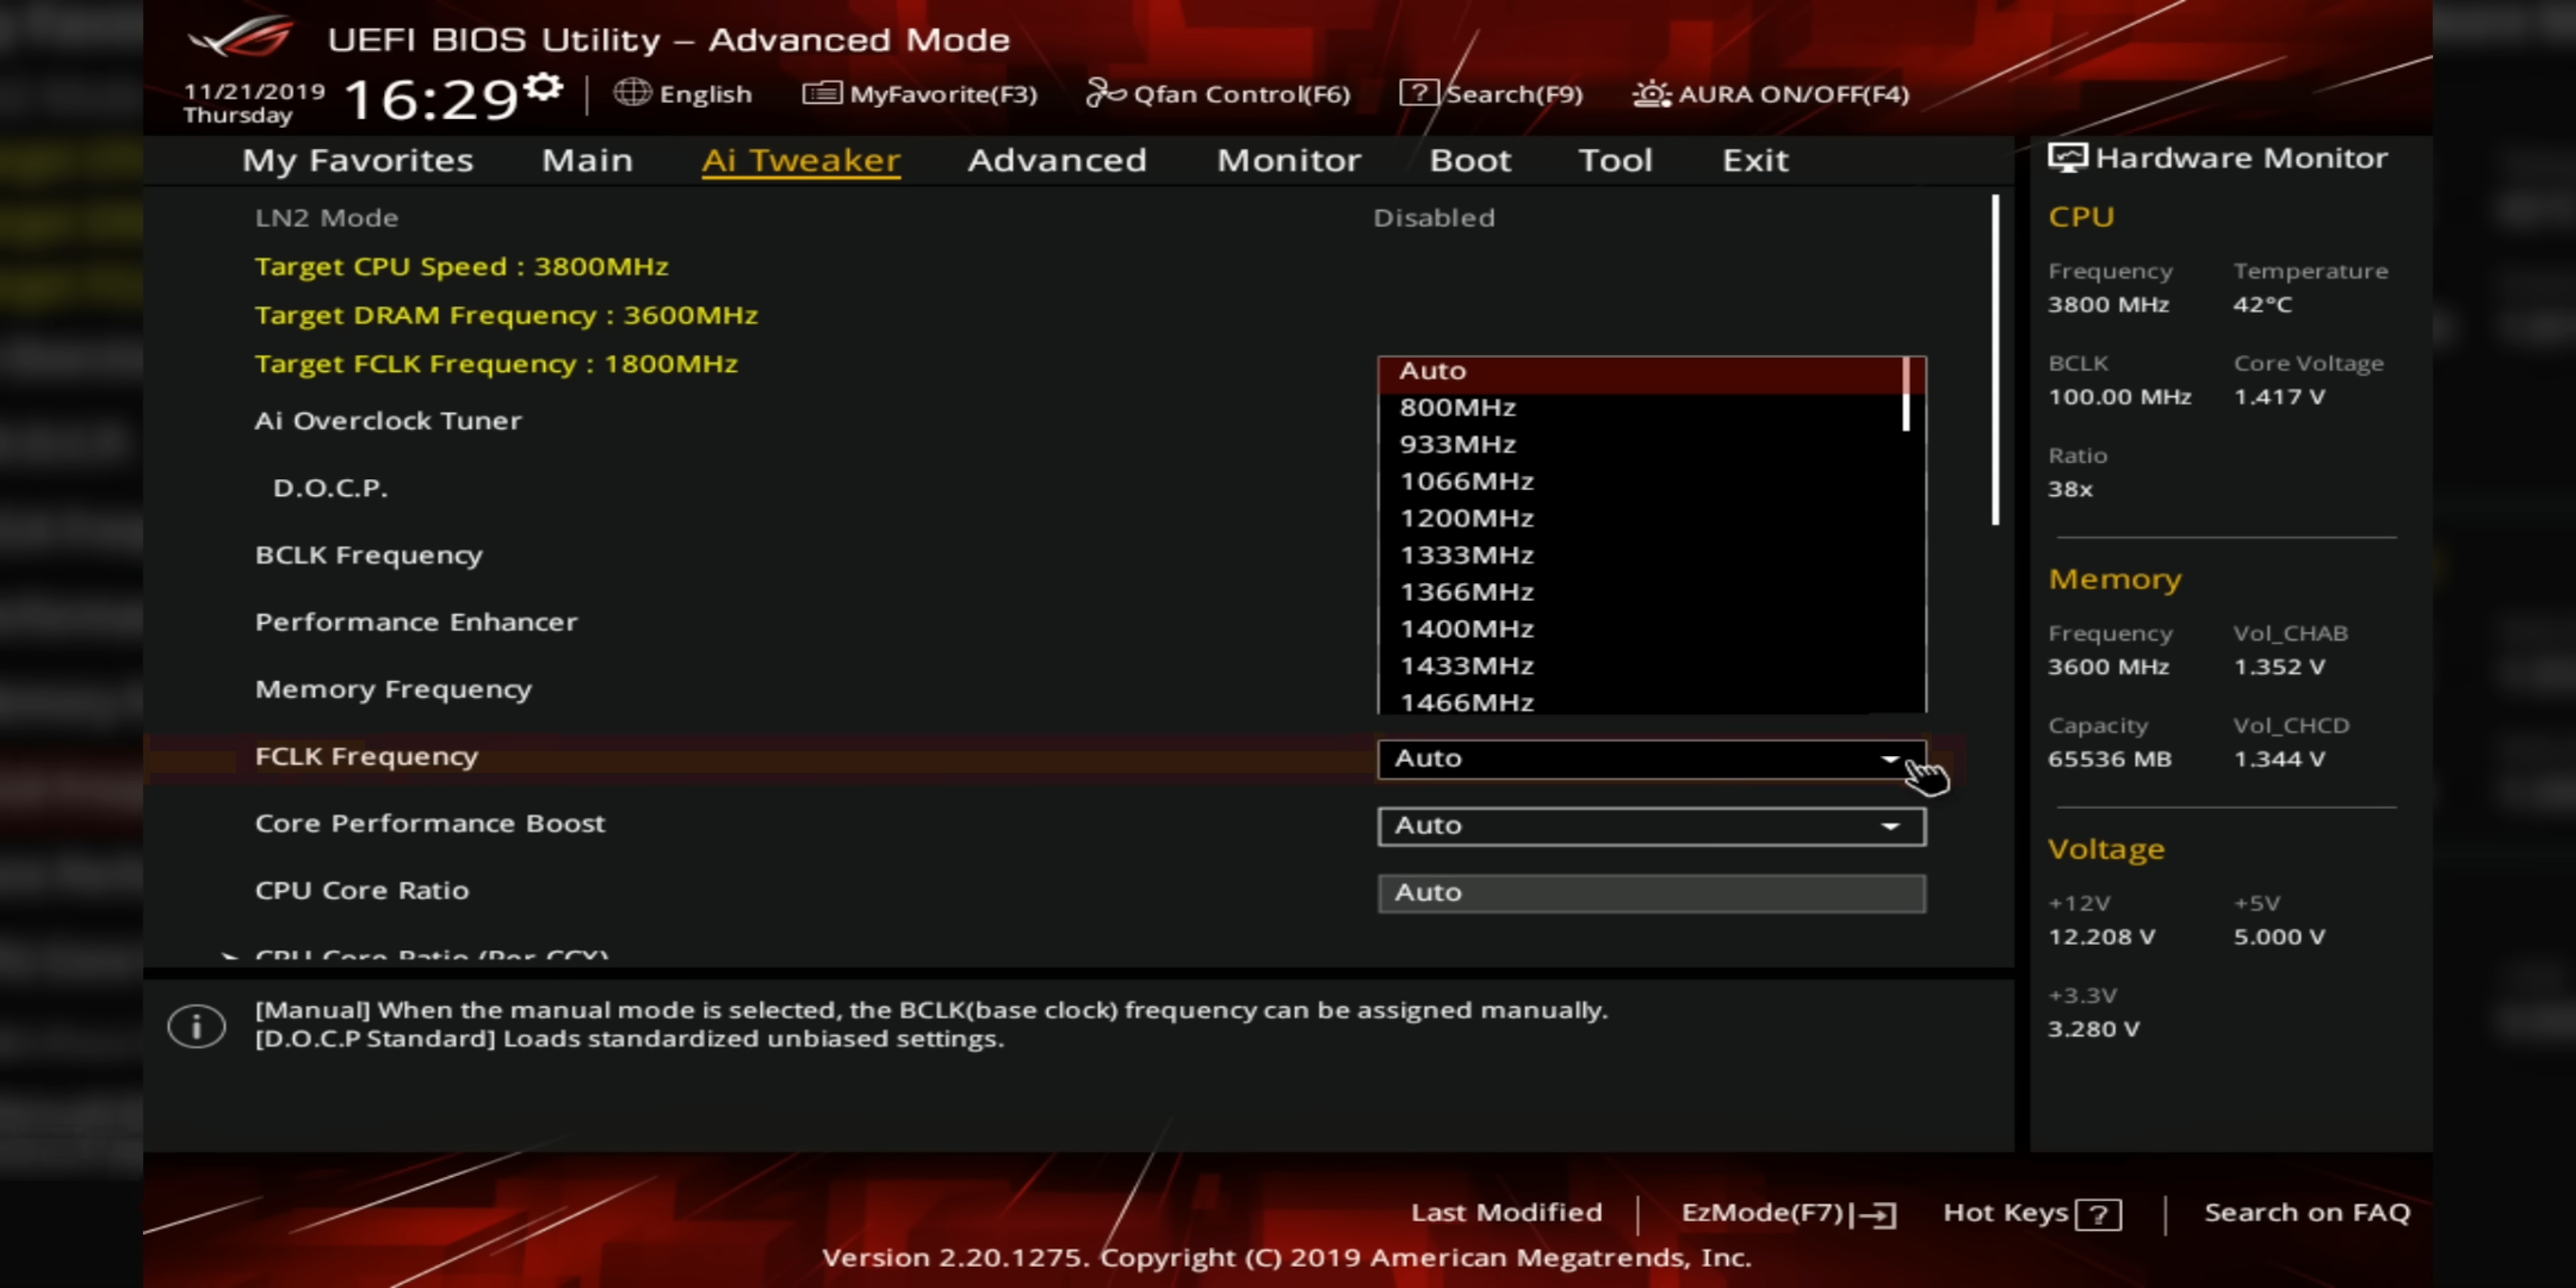 UEFI BIOS Utility – Advanced Mode
11/21/2019
Thursday
16:29
English
MyFavorite(F3)
Qfan Control(F6)
? Search(F9)
AURA ON/OFF(F4)
My Favorites Main Ai Tweaker Advanced Monitor Boot Tool Exit
LN2 Mode Disabled
Target CPU Speed : 3800MHz
Target DRAM Frequency : 3600MHz
Target FCLK Frequency : 1800MHz
Ai Overclock Tuner
D.O.C.P.
BCLK Frequency
Performance Enhancer
Memory Frequency
Auto
800MHz
933MHz
1066MHz
1200MHz
1333MHz
1366MHz
1400MHz
1433MHz
1466MHz
FCLK Frequency Auto
Core Performance Boost Auto
CPU Core Ratio Auto
CPU Core Ratio (Per CCX)
[Manual] When the manual mode is selected, the BCLK(base clock) frequency can be assigned manually.
[D.O.C.P Standard] Loads standardized unbiased settings.
Hardware Monitor
CPU
Frequency Temperature
3800 MHz 42°C
BCLK Core Voltage
100.00 MHz 1.417 V
Ratio
38x
Memory
Frequency Vol_CHAB
3600 MHz 1.352 V
Capacity Vol_CHCD
65536 MB 1.344 V
Voltage
+12V +5V
12.208 V 5.000 V
+3.3V
3.280 V
Last Modified EzMode(F7) Hot Keys ? Search on FAQ
Version 2.20.1275. Copyright (C) 2019 American Megatrends, Inc.